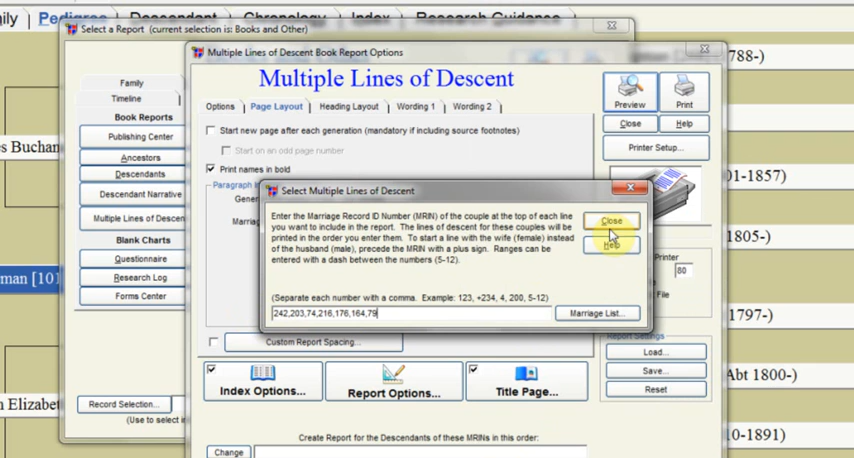 ily
Pedigree
Descendant
Chronology
Index
Research Guidance
Select a Report (current selection is: Books and Other)
Multiple Lines of Descent Book Report Options
788-)
Multiple Lines of Descent
Family
Timeline
Options
Page Layout
Heading Layout
Wording 1
Wording 2
Preview
Print
Book Reports
Start new page after each generation (mandatory if including source footnotes)
Close
Help
Publishing Center
Start on an odd page number
Printer Setup...
s Buchan
Ancestors
Print names in bold
Descendants
Paragraph
01-1857)
Select Multiple Lines of Descent
Descendant Narrative
Gener
Enter the Marriage Record ID Number (MRIN) of the couple at the top of each line
you want to include in the report. The lines of descent for these couples will be
printed in the order you enter them. To start a line with the wife (female) instead
of the husband (male), precede the MRIN with a plus sign. Ranges can be
entered with a dash between the numbers (5-12).
Close
Help
Multiple Lines of Descen
Marriag
1805-)
Blank Charts
Questionnaire
Printer
man [101
Research Log
80
Forms Center
File
(Separate each number with a comma. Example: 123, +234, 4, 200, 5-12)
242,203,74,216,176,164,79
Marriage List...
1797-)
Report Settings
Custom Report Spacing...
Load...
Save...
Abt 1800-)
Index Options...
Report Options...
Title Page...
Reset
n Elizabet
Record Selection...
(Use to select i
Create Report for the Descendants of these MRINs in this order:
10-1891)
Change